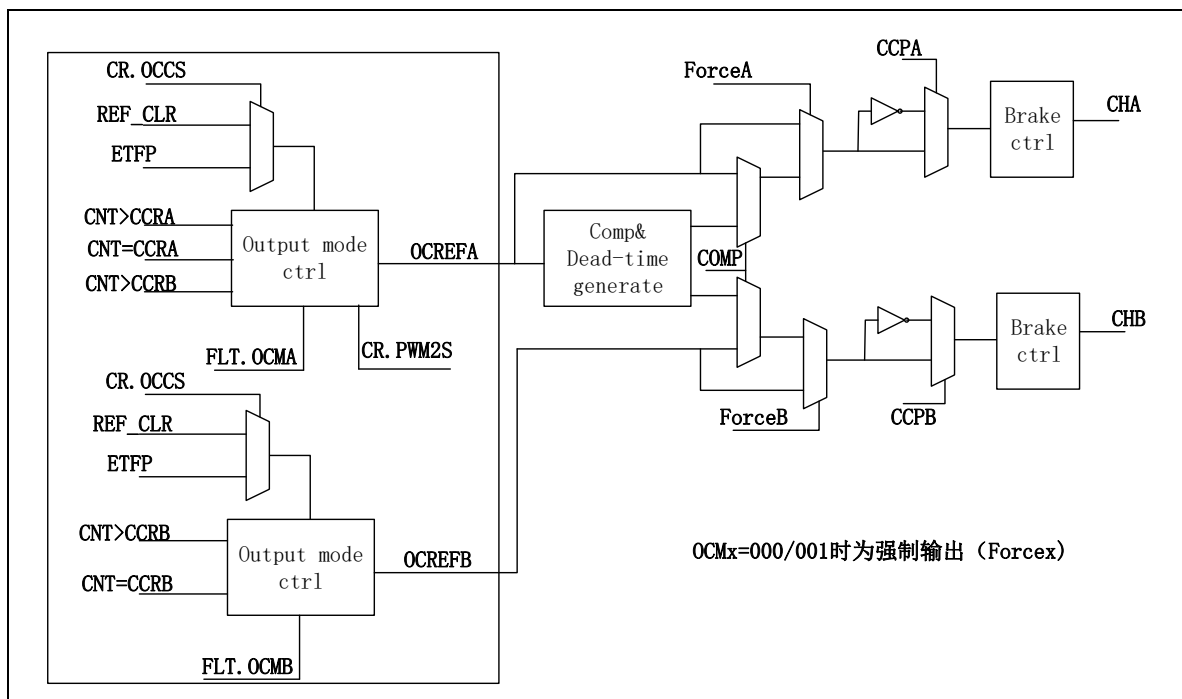 CR.OCCS
REF_CLR
ETFP
CNT>CCRA
CNT=CCRA
CNT>CCRB
Output mode
ctrl
OCREFA
FLT.OCMA
CR.PWM2S
CR.OCCS
REF_CLR
ETFP
CNT>CCRB
CNT=CCRB
Output mode
ctrl
OCREFB
FLT.OCMB
Comp&
Dead-time
generate
COMP
ForceA
CCPA
Brake
ctrl
CHA
ForceB
CCPB
Brake
ctrl
CHB
OCMx=000/001时为强制输出（Forcex）